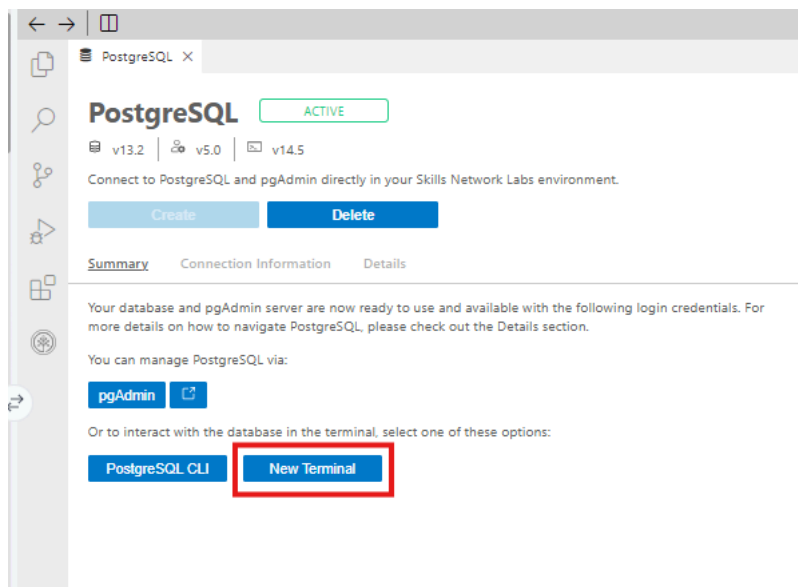 PostgreSQL
PostgreSQL ACTIVE
v13.2 v5.0 v14.5
Connect to PostgreSQL and pgAdmin directly in your Skills Network Labs environment.
Create Delete
Summary Connection Information Details
Your database and pgAdmin server are now ready to use and available with the following login credentials. For
more details on how to navigate PostgreSQL, please check out the Details section.
You can manage PostgreSQL via:
pgAdmin
Or to interact with the database in the terminal, select one of these options:
PostgreSQL CLI New Terminal